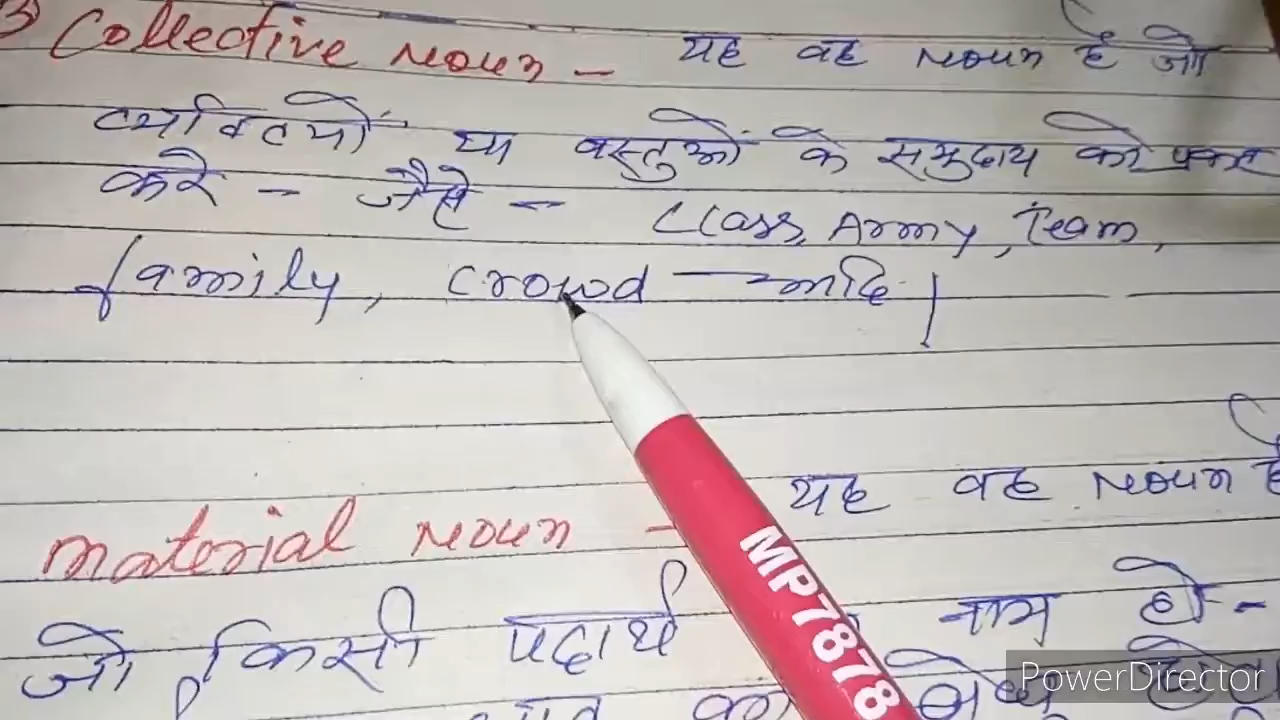 3) Collective Noun – यह वह Noun है जो
व्यक्तियों या वस्तुओं के समुदाय को प्रकट
करे – जैसे – Class, Army, Team,
family, crowd — आदि |
material Noun – यह वह Noun है
जो किसी पदार्थ नाम हो –
MP7878
PowerDirector